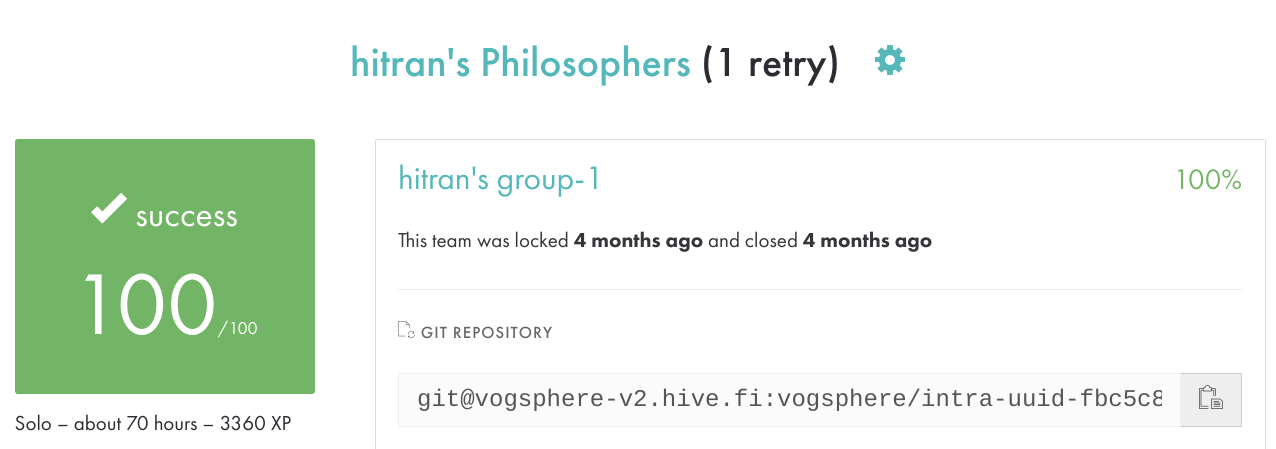 hitran's Philosophers (1 retry)
success
100/100
Solo – about 70 hours – 3360 XP
hitran's group-1
100%
This team was locked 4 months ago and closed 4 months ago
GIT REPOSITORY
git@vogsphere-v2.hive.fi:vogsphere/intra-uuid-fbc5c8